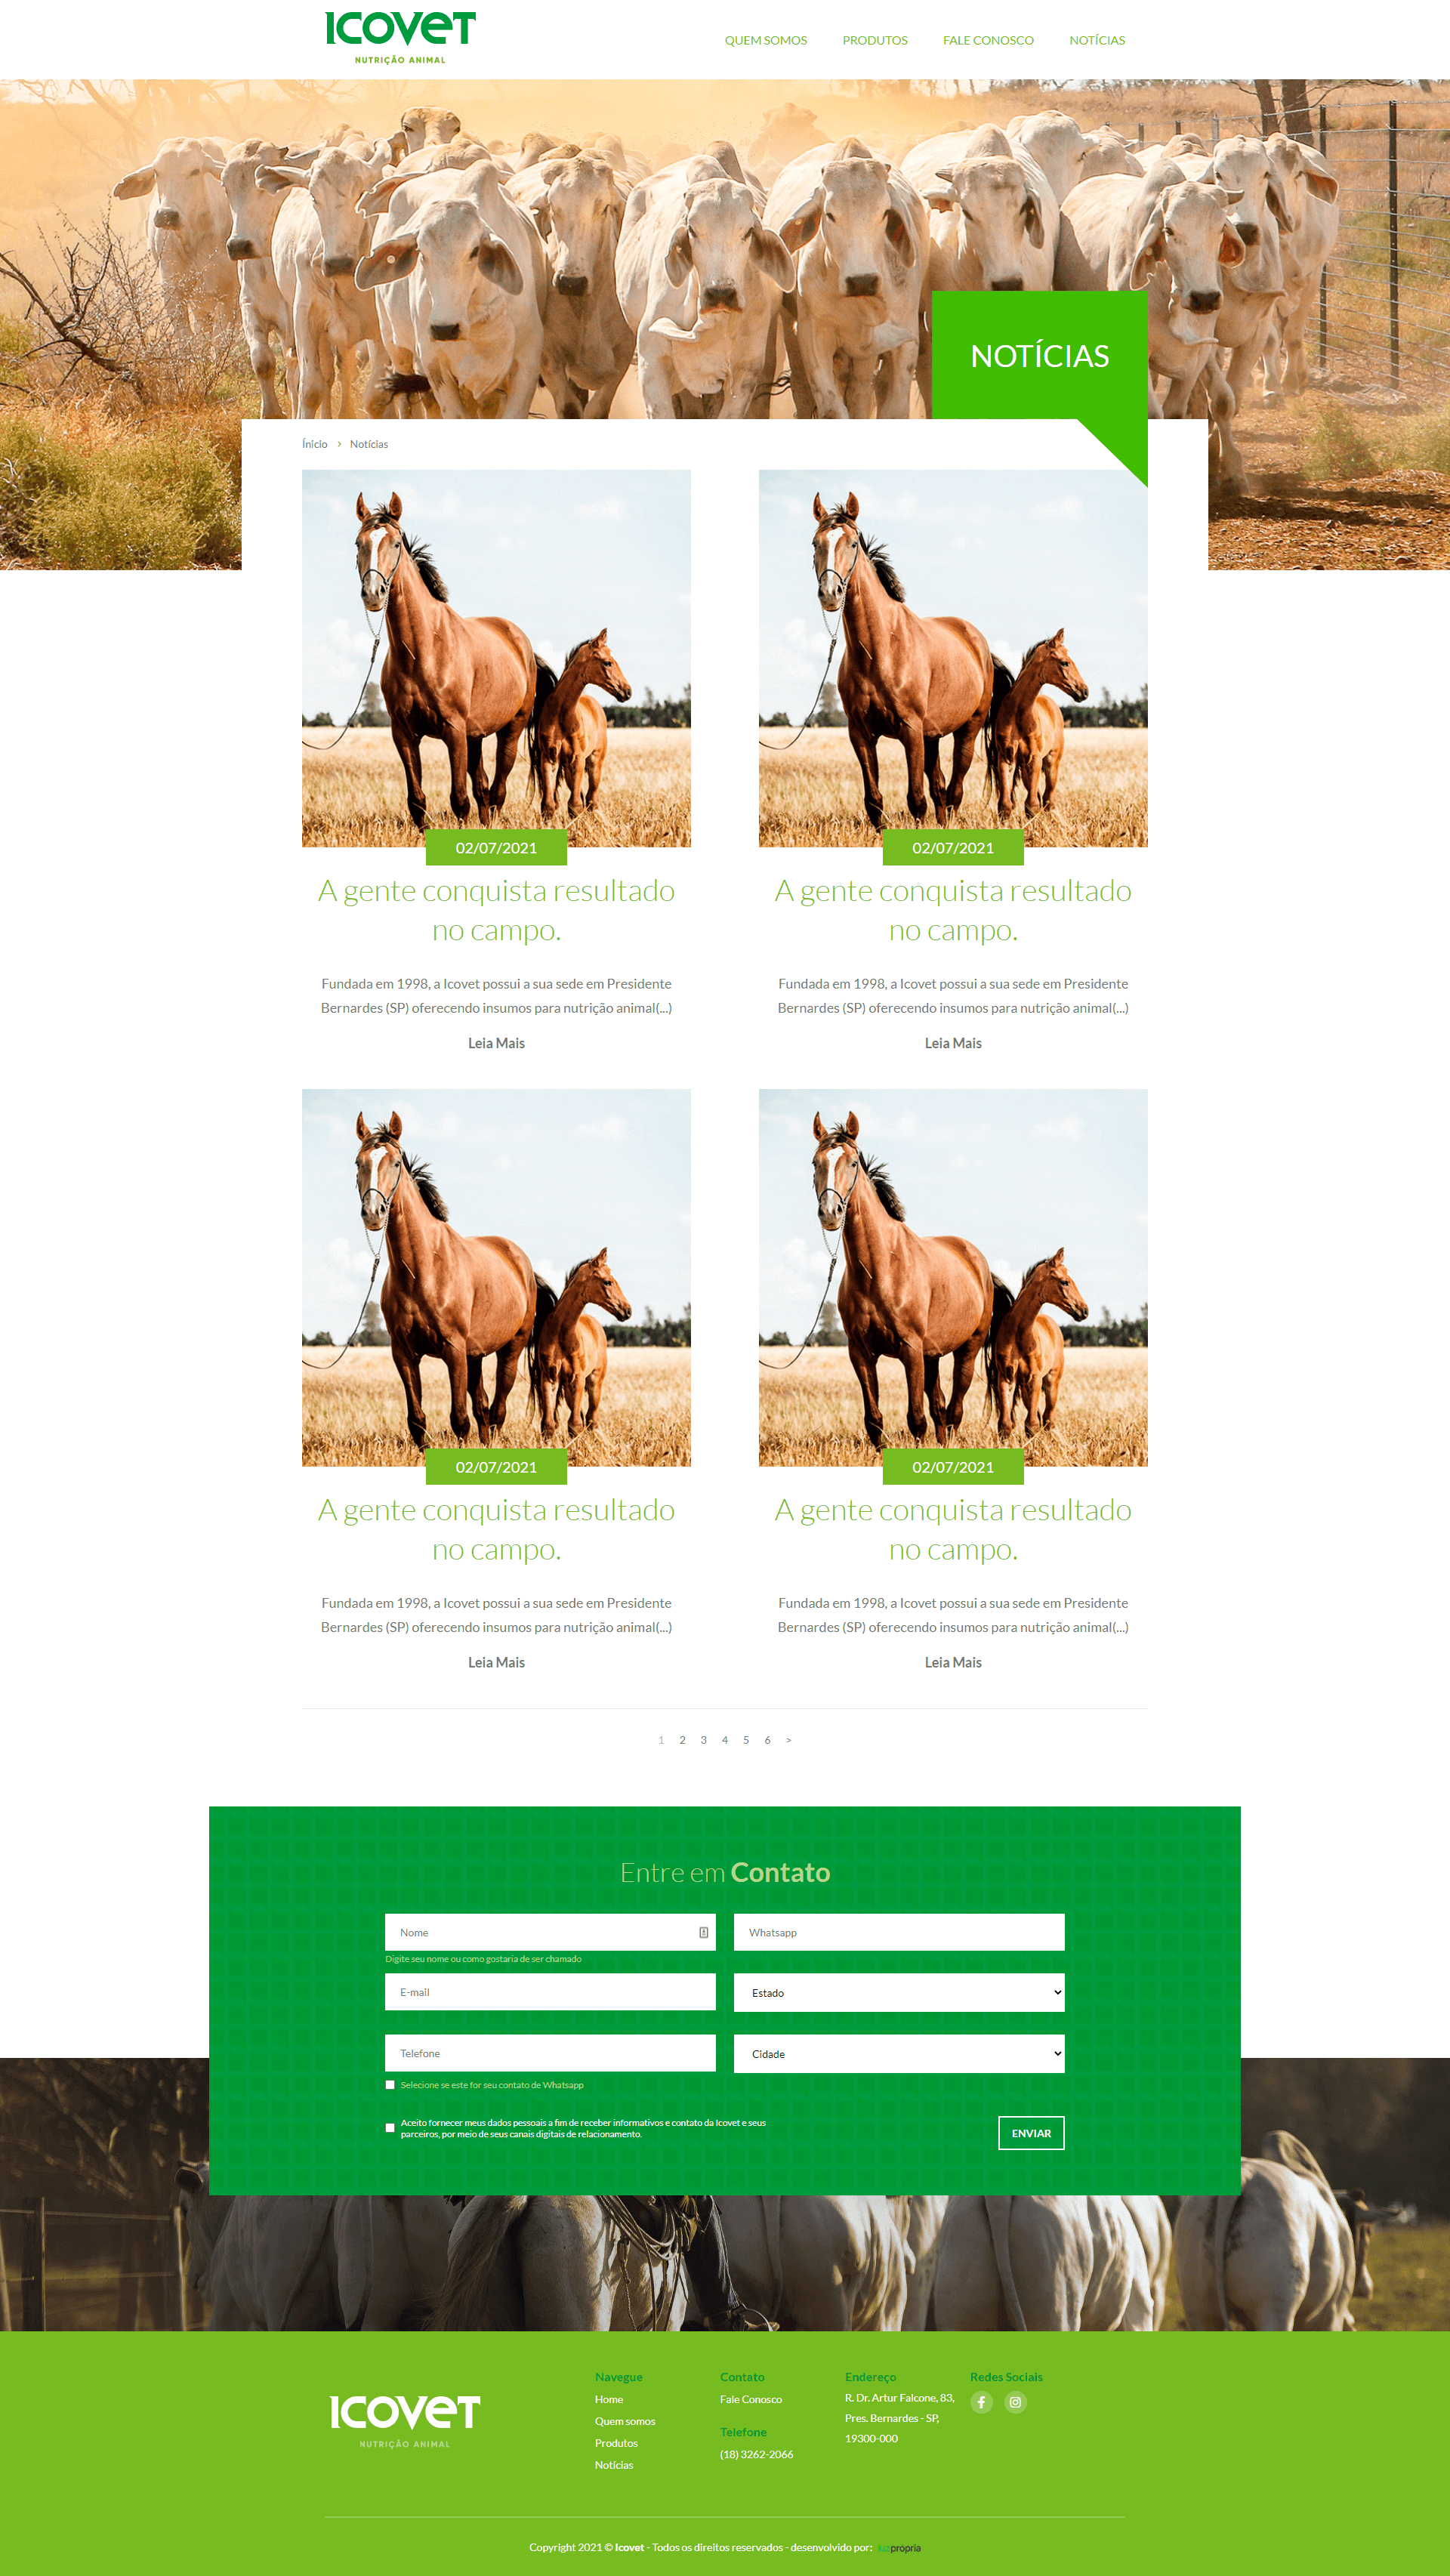 ICOVET
NUTRIÇÃO ANIMAL
QUEM SOMOS
PRODUTOS
FALE CONOSCO
NOTÍCIAS
NOTÍCIAS
Ínicio
›
Notícias
02/07/2021
A gente conquista resultado
no campo.
Fundada em 1998, a Icovet possui a sua sede em Presidente
Bernardes (SP) oferecendo insumos para nutrição animal(...)
Leia Mais
02/07/2021
A gente conquista resultado
no campo.
Fundada em 1998, a Icovet possui a sua sede em Presidente
Bernardes (SP) oferecendo insumos para nutrição animal(...)
Leia Mais
02/07/2021
A gente conquista resultado
no campo.
Fundada em 1998, a Icovet possui a sua sede em Presidente
Bernardes (SP) oferecendo insumos para nutrição animal(...)
Leia Mais
02/07/2021
A gente conquista resultado
no campo.
Fundada em 1998, a Icovet possui a sua sede em Presidente
Bernardes (SP) oferecendo insumos para nutrição animal(...)
Leia Mais
1 2 3 4 5 6 >
Entre em Contato
Nome
Whatsapp
Digite seu nome ou como gostaria de ser chamado
E-mail
Estado
Telefone
Cidade
Selecione se este for seu contato de Whatsapp
Aceito fornecer meus dados pessoais a fim de receber informativos e contato da Icovet e seus
parceiros, por meio de seus canais digitais de relacionamento.
ENVIAR
ICOVET
NUTRIÇÃO ANIMAL
Navegue
Home
Quem somos
Produtos
Notícias
Contato
Fale Conosco
Telefone
(18) 3262-2066
Endereço
R. Dr. Artur Falcone, 83,
Pres. Bernardes - SP,
19300-000
Redes Sociais
Copyright 2021 © Icovet - Todos os direitos reservados - desenvolvido por: luzpropria